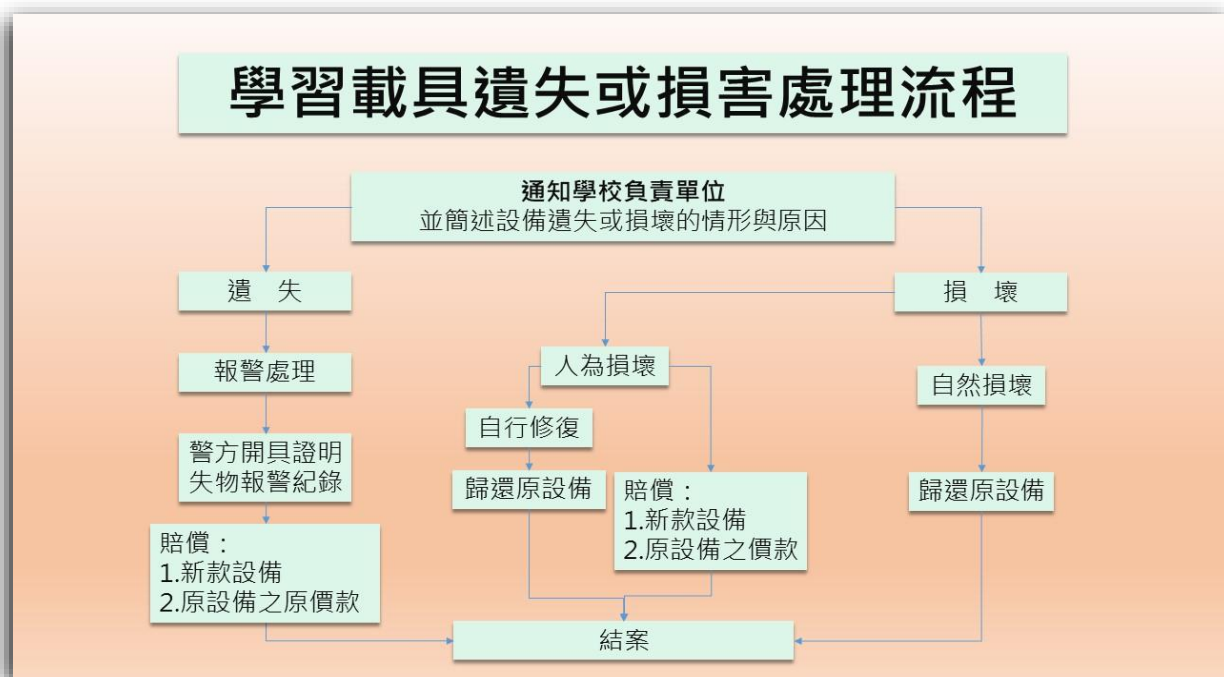 學習載具遺失或損害處理流程
通知學校負責單位
並簡述設備遺失或損壞的情形與原因
遺 失
損 壞
報警處理
人為損壞
自然損壞
自行修復
警方開具證明
失物報警紀錄
歸還原設備
賠償：
1.新款設備
2.原設備之價款
歸還原設備
賠償：
1.新款設備
2.原設備之原價款
結案